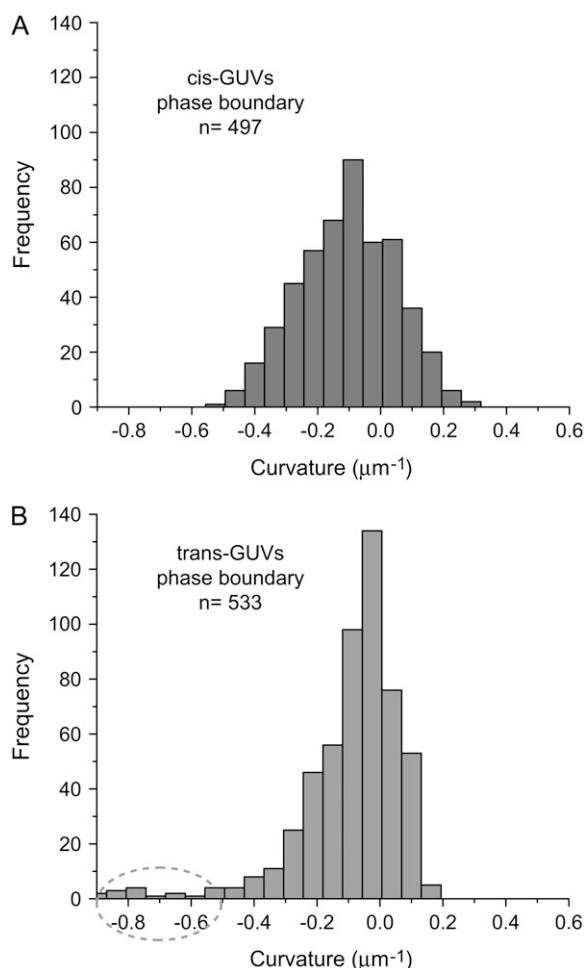 A
140
120
100
80
60
40
20
0
Frequency
cis-GUVs
phase boundary
n= 497
-0.8 -0.6 -0.4 -0.2 0.0 0.2 0.4 0.6
Curvature (µm-1)
B
140
120
100
80
60
40
20
0
Frequency
trans-GUVs
phase boundary
n= 533
-0.8 -0.6 -0.4 -0.2 0.0 0.2 0.4 0.6
Curvature (µm-1)